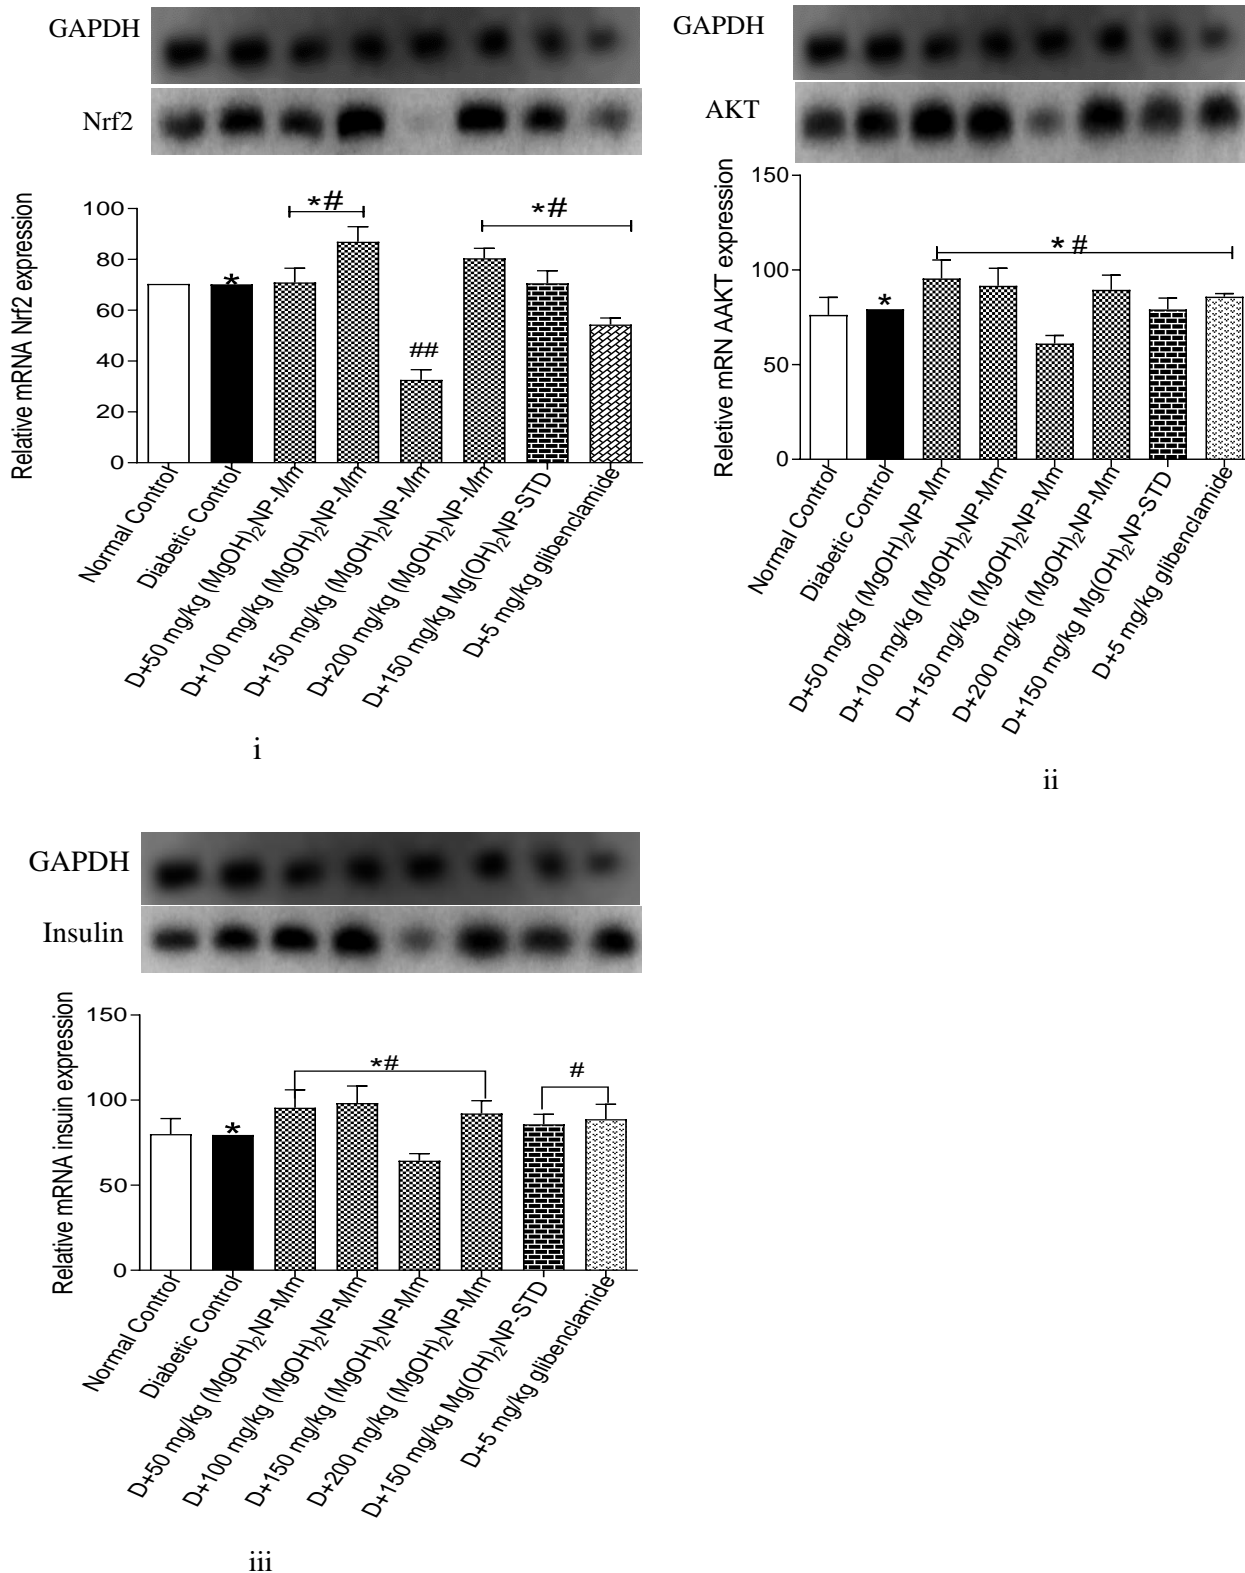 GAPDH
Nrf2
Relative mRNA Nrf2 expression
100
80
60
40
20
0
*
*#
##
*#
Normal Control
Diabetic Control
D+50 mg/kg (MgOH)₂NP-Mm
D+100 mg/kg (MgOH)₂NP-Mm
D+150 mg/kg (MgOH)₂NP-Mm
D+200 mg/kg (MgOH)₂NP-Mm
D+150 mg/kg Mg(OH)₂NP-STD
D+5 mg/kg glibenclamide
i
GAPDH
AKT
Reletive mRN AAKT expression
150
100
50
0
*
* #
Normal Control
Diabetic Control
D+50 mg/kg (MgOH)₂NP-Mm
D+100 mg/kg (MgOH)₂NP-Mm
D+150 mg/kg (MgOH)₂NP-Mm
D+200 mg/kg (MgOH)₂NP-Mm
D+150 mg/kg Mg(OH)₂NP-STD
D+5 mg/kg glibenclamide
ii
GAPDH
Insulin
Relative mRNA insuin expression
150
100
50
0
*
*#
#
Normal Control
Diabetic Control
D+50 mg/kg (MgOH)₂NP-Mm
D+100 mg/kg (MgOH)₂NP-Mm
D+150 mg/kg (MgOH)₂NP-Mm
D+200 mg/kg (MgOH)₂NP-Mm
D+150 mg/kg Mg(OH)₂NP-STD
D+5 mg/kg glibenclamide
iii